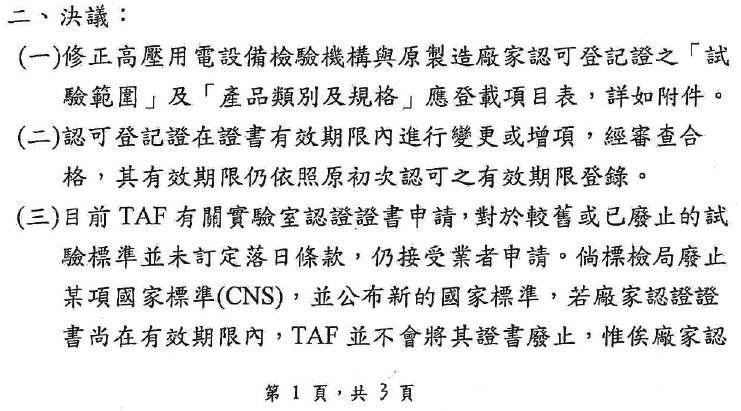 二、決議：
(一)修正高壓用電設備檢驗機構與原製造廠家認可登記證之「試
驗範圍」及「產品類別及規格」應登載項目表，詳如附件。
(二)認可登記證在證書有效期限內進行變更或增項，經審查合
格，其有效期限仍依照原初次認可之有效期限登錄。
(三)目前 TAF 有關實驗室認證證書申請，對於較舊或已廢止的試
驗標準並未訂定落日條款，仍接受業者申請。倘標檢局廢止
某項國家標準(CNS)，並公布新的國家標準，若廠家認證證
書尚在有效期限內，TAF 並不會將其證書廢止，惟俟廠家認
第 1 頁，共 3 頁